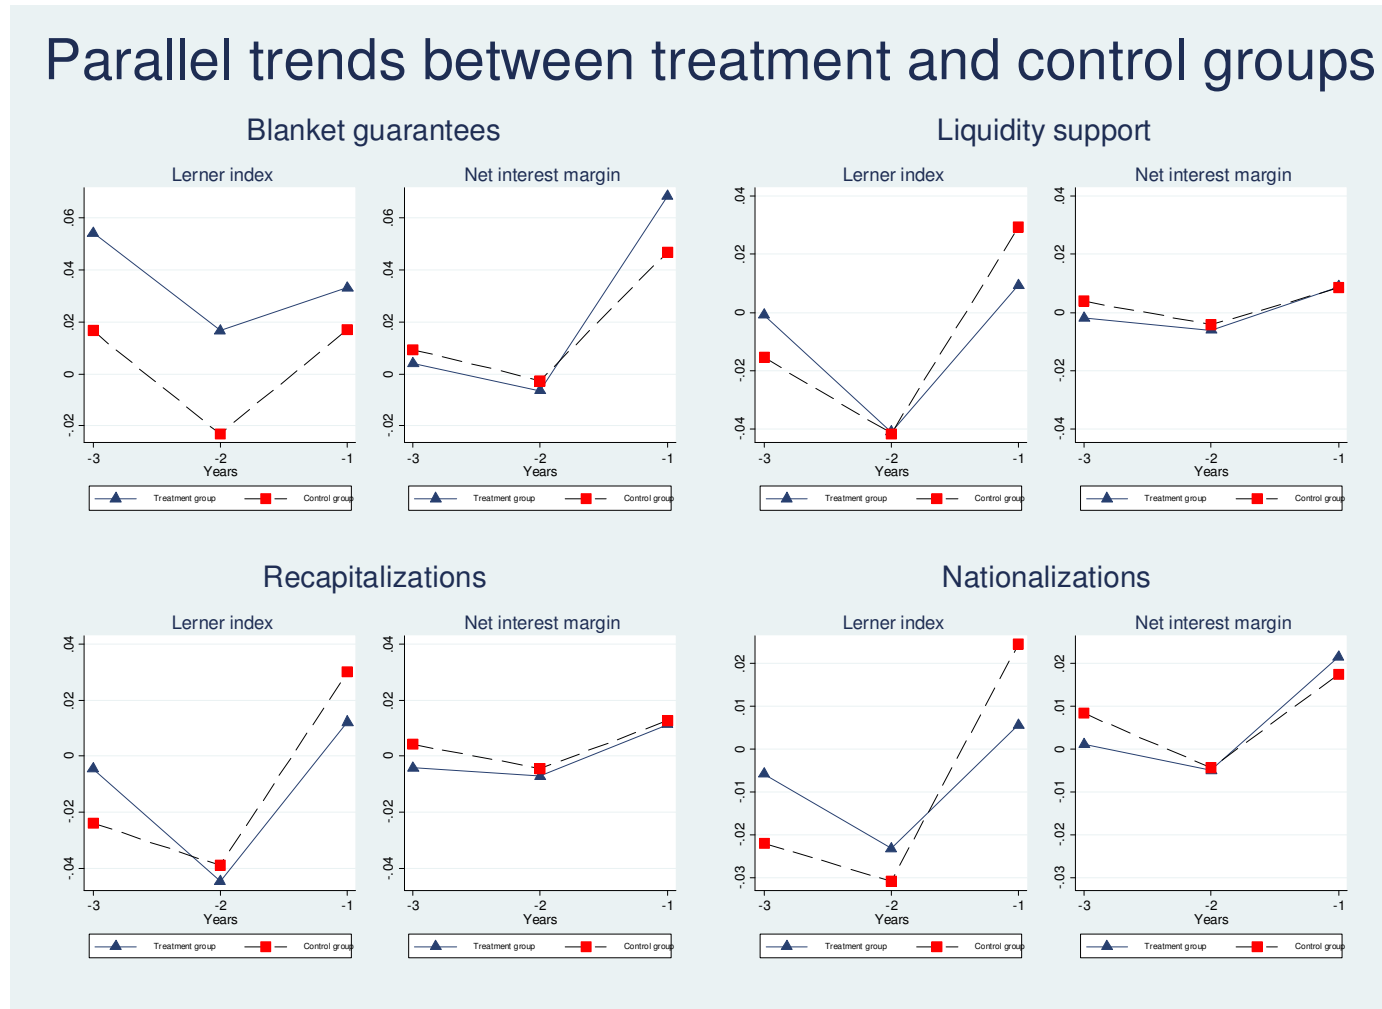 Parallel trends between treatment and control groups
Blanket guarantees
Lerner index
.06
.04
.02
0
-.02
-3
-2
-1
Years
Treatment group
Control group
Net interest margin
.06
.04
.02
0
-.02
-3
-2
-1
Years
Treatment group
Control group
Liquidity support
Lerner index
.04
.02
0
-.02
-.04
-3
-2
-1
Years
Treatment group
Control group
Net interest margin
.04
.02
0
-.02
-.04
-3
-2
-1
Years
Treatment group
Control group
Recapitalizations
Lerner index
.04
.02
0
-.02
-.04
-3
-2
-1
Years
Treatment group
Control group
Net interest margin
.04
.02
0
-.02
-.04
-3
-2
-1
Years
Treatment group
Control group
Nationalizations
Lerner index
.02
.01
0
-.01
-.02
-.03
-3
-2
-1
Years
Treatment group
Control group
Net interest margin
.02
.01
0
-.01
-.02
-.03
-3
-2
-1
Years
Treatment group
Control group